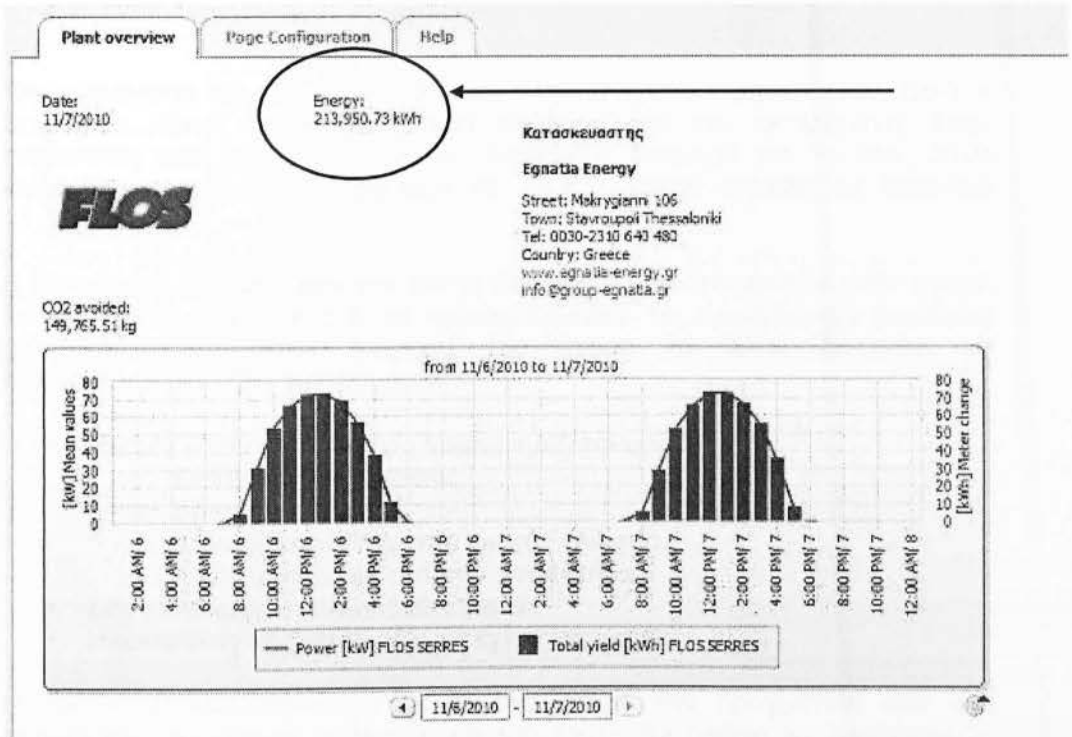 Plant overview
Page Configuration
Help
Date:
11/7/2010
Energy:
213,950.73 kWh
Κατασκευαστης
Egnatia Energy
Street: Makrygianni 106
Town: Stavroupoli Thessaloniki
Tel: 0030-2310 640 480
Country: Greece
www.egnatia-energy.gr
info@group-egnatia.gr
FLOS
CO2 avoided:
149,765.51 kg
from 11/6/2010 to 11/7/2010
[kW] Mean values
80
70
60
50
40
30
20
10
0
80
70
60
50
40
30
20
10
0
[kWh] Meter change
2:00 AM/ 6
4:00 AM/ 6
6:00 AM/ 6
8:00 AM/ 6
10:00 AM/ 6
12:00 PM/ 6
2:00 PM/ 6
4:00 PM/ 6
6:00 PM/ 6
8:00 PM/ 6
10:00 PM/ 6
12:00 AM/ 7
2:00 AM/ 7
4:00 AM/ 7
6:00 AM/ 7
8:00 AM/ 7
10:00 AM/ 7
12:00 PM/ 7
2:00 PM/ 7
4:00 PM/ 7
6:00 PM/ 7
8:00 PM/ 7
10:00 PM/ 7
12:00 AM/ 8
Power [kW] FLOS SERRES
Total yield [kWh] FLOS SERRES
11/6/2010 - 11/7/2010